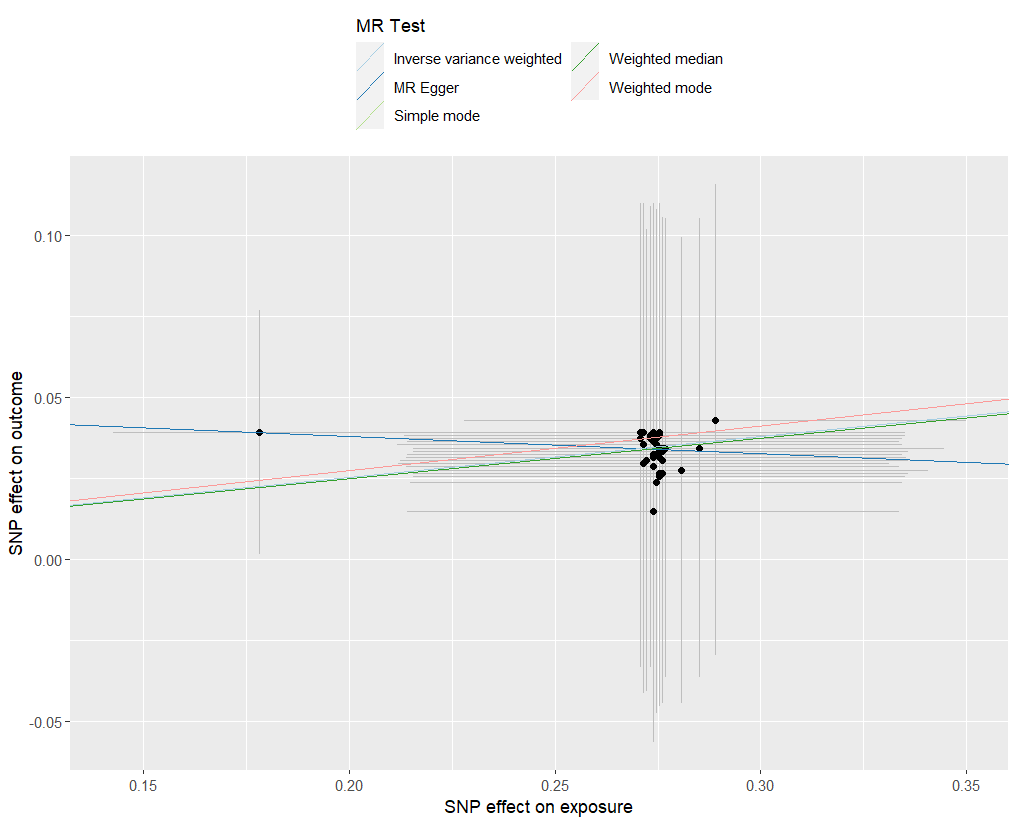 MR Test
Inverse variance weighted
Weighted median
MR Egger
Weighted mode
Simple mode
SNP effect on outcome
0.10
0.05
0.00
-0.05
0.15
0.20
0.25
0.30
0.35
SNP effect on exposure